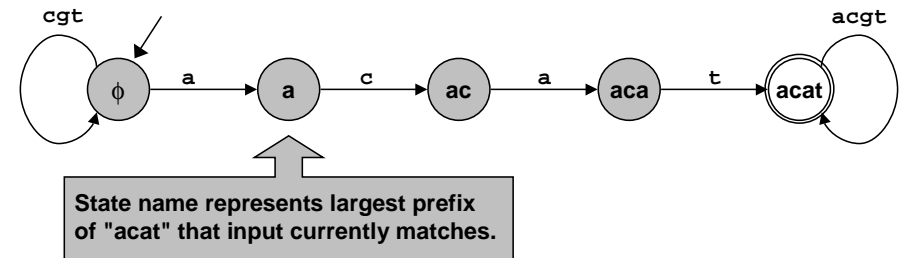 cgt
acgt
a
c
a
t
ϕ
a
ac
aca
acat
State name represents largest prefix
of "acat" that input currently matches.